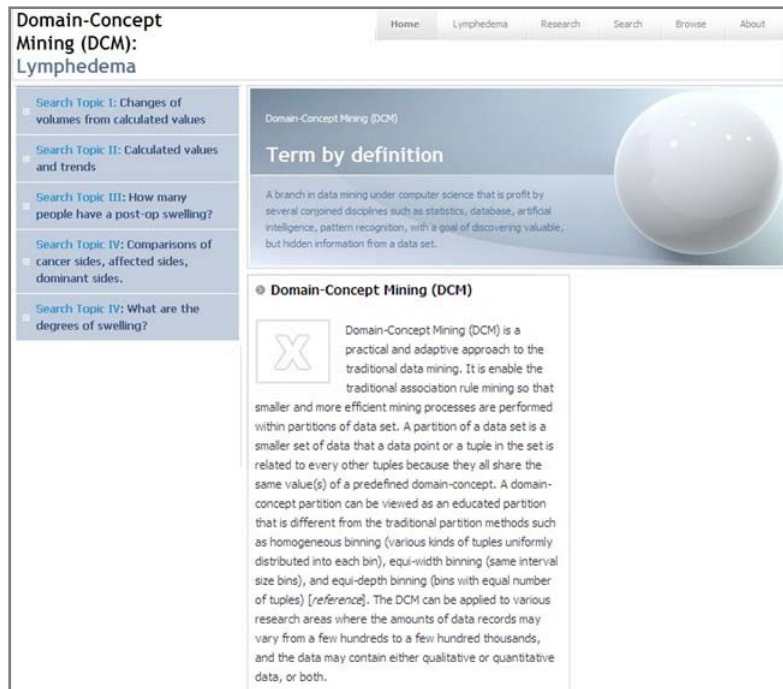 Domain-Concept
Mining (DCM):
Lymphedema
Home
Lymphedema
Research
Search
Browse
About
Search Topic I: Changes of
volumes from calculated values
Search Topic II: Calculated values
and trends
Search Topic III: How many
people have a post-op swelling?
Search Topic IV: Comparisons of
cancer sides, affected sides,
dominant sides.
Search Topic IV: What are the
degrees of swelling?
Domain-Concept Mining (DCM)
Term by definition
A branch in data mining under computer science that is profit by
several conjoined disciplines such as statistics, database, artificial
intelligence, pattern recognition, with a goal of discovering valuable,
but hidden information from a data set.
Domain-Concept Mining (DCM)
X
Domain-Concept Mining (DCM) is a
practical and adaptive approach to the
traditional data mining. It is enable the
traditional association rule mining so that
smaller and more efficient mining processes are performed
within partitions of data set. A partition of a data set is a
smaller set of data that a data point or a tuple in the set is
related to every other tuples because they all share the
same value(s) of a predefined domain-concept. A domain-
concept partition can be viewed as an educated partition
that is different from the traditional partition methods such
as homogeneous binning (various kinds of tuples uniformly
distributed into each bin), equi-width binning (same interval
size bins), and equi-depth binning (bins with equal number
of tuples) [reference]. The DCM can be applied to various
research areas where the amounts of data records may
vary from a few hundreds to a few hundred thousands,
and the data may contain either qualitative or quantitative
data, or both.